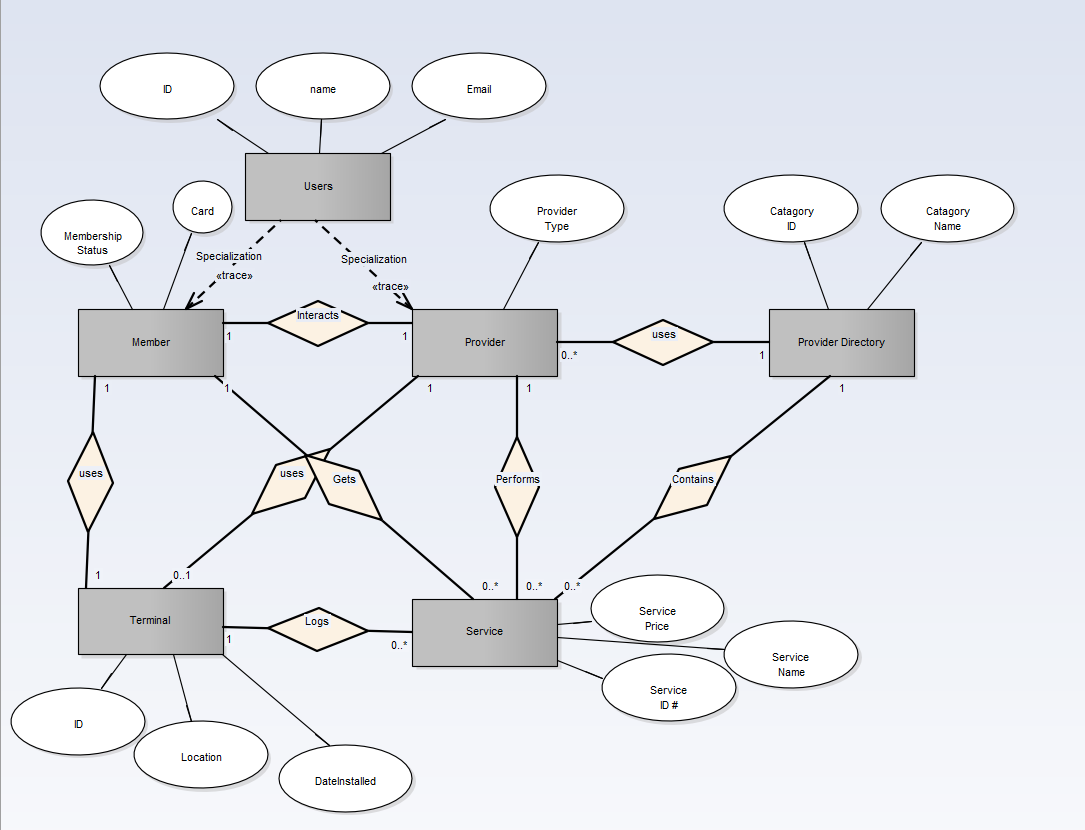 ID
name
Email
Users
Card
Membership
Status
Provider
Type
Catagory
ID
Catagory
Name
Specialization
«trace»
Specialization
«trace»
Member
1
Interacts
1
Provider
0..*
uses
1
Provider Directory
1
1
1
1
1
uses
uses
Gets
Performs
Contains
1
0..1
0..*
0..*
0..*
Terminal
1
Logs
0..*
Service
Service
Price
Service
Name
Service
ID #
ID
Location
DateInstalled